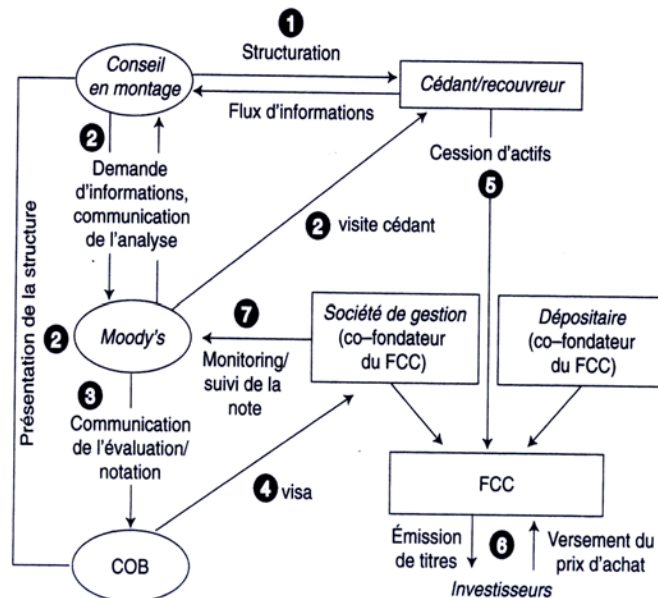 1
Structuration
Conseil
en montage
Cédant/recouvreur
Flux d'informations
2
Demande
d'informations,
communication
de l'analyse
Cession d'actifs
5
2 visite cédant
Présentation de la structure
2
Moody's
7
Monitoring/
suivi de la
note
Société de gestion
(co–fondateur
du FCC)
Dépositaire
(co–fondateur
du FCC)
3
Communication
de l'évaluation/
notation
4 visa
FCC
COB
Émission
de titres
6
Versement du
prix d'achat
Investisseurs